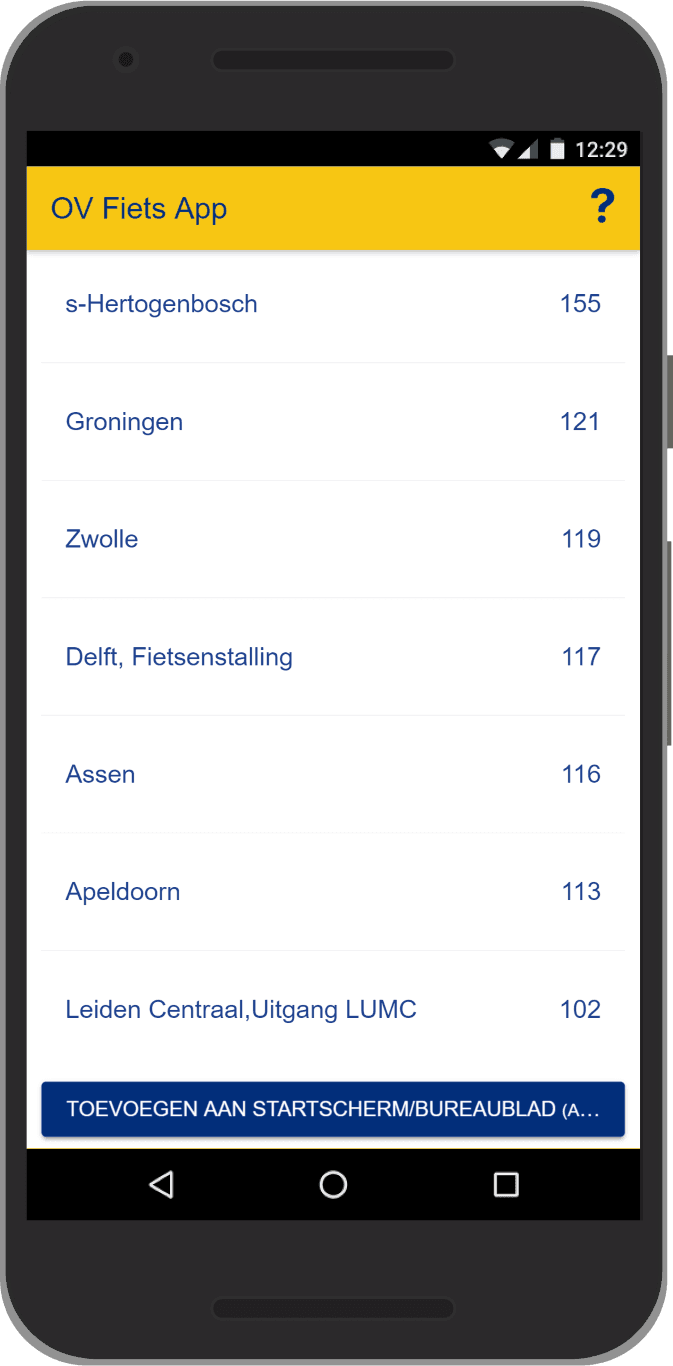 12:29
OV Fiets App ?
s-Hertogenbosch 155
Groningen 121
Zwolle 119
Delft, Fietsenstalling 117
Assen 116
Apeldoorn 113
Leiden Centraal,Uitgang LUMC 102
TOEVOEGEN AAN STARTSCHERM/BUREAUBLAD (A...